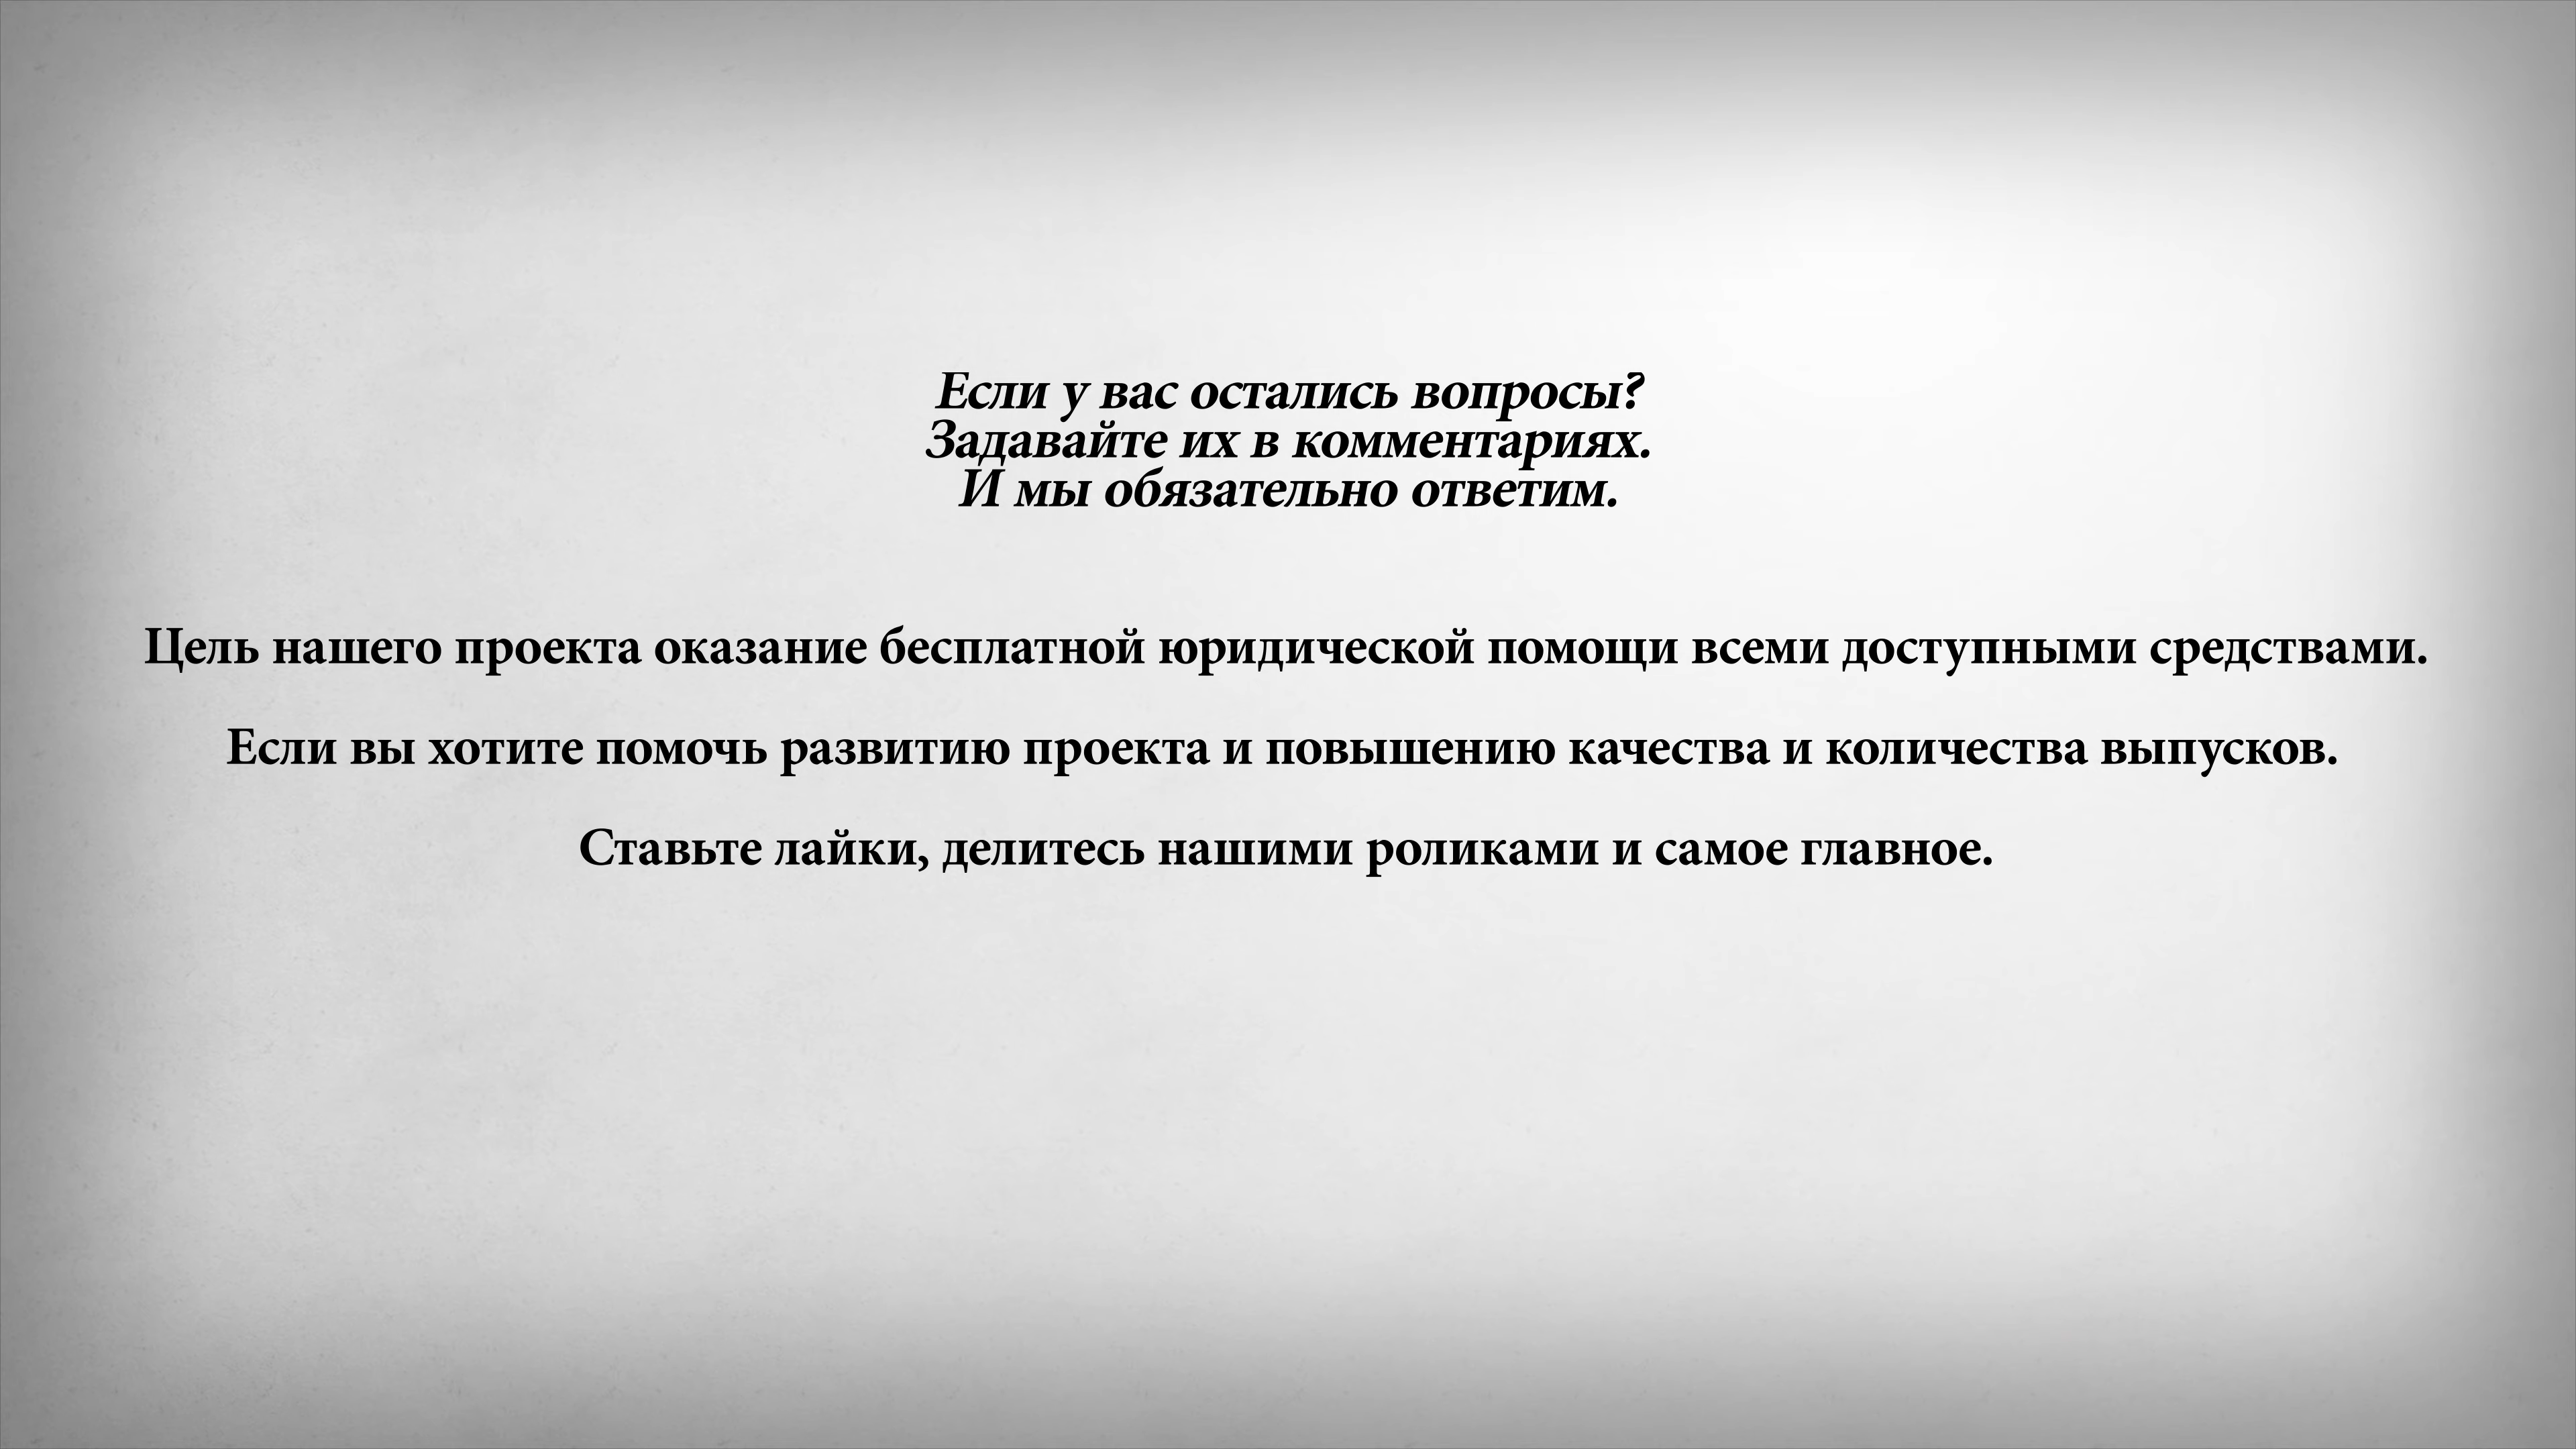 Если у вас остались вопросы?
Задавайте их в комментариях.
И мы обязательно ответим.
Цель нашего проекта оказание бесплатной юридической помощи всеми доступными средствами.
Если вы хотите помочь развитию проекта и повышению качества и количества выпусков.
Ставьте лайки, делитесь нашими роликами и самое главное.